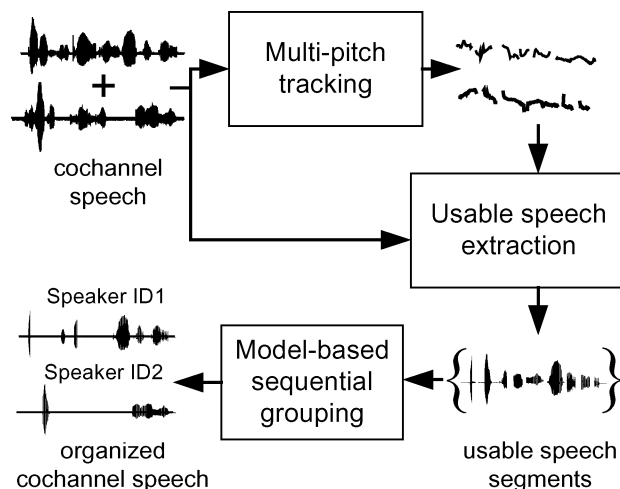 Multi-pitch
tracking
+
cochannel
speech
Usable speech
extraction
Speaker ID1
Speaker ID2
Model-based
sequential
grouping
{ }
organized
cochannel speech
usable speech
segments